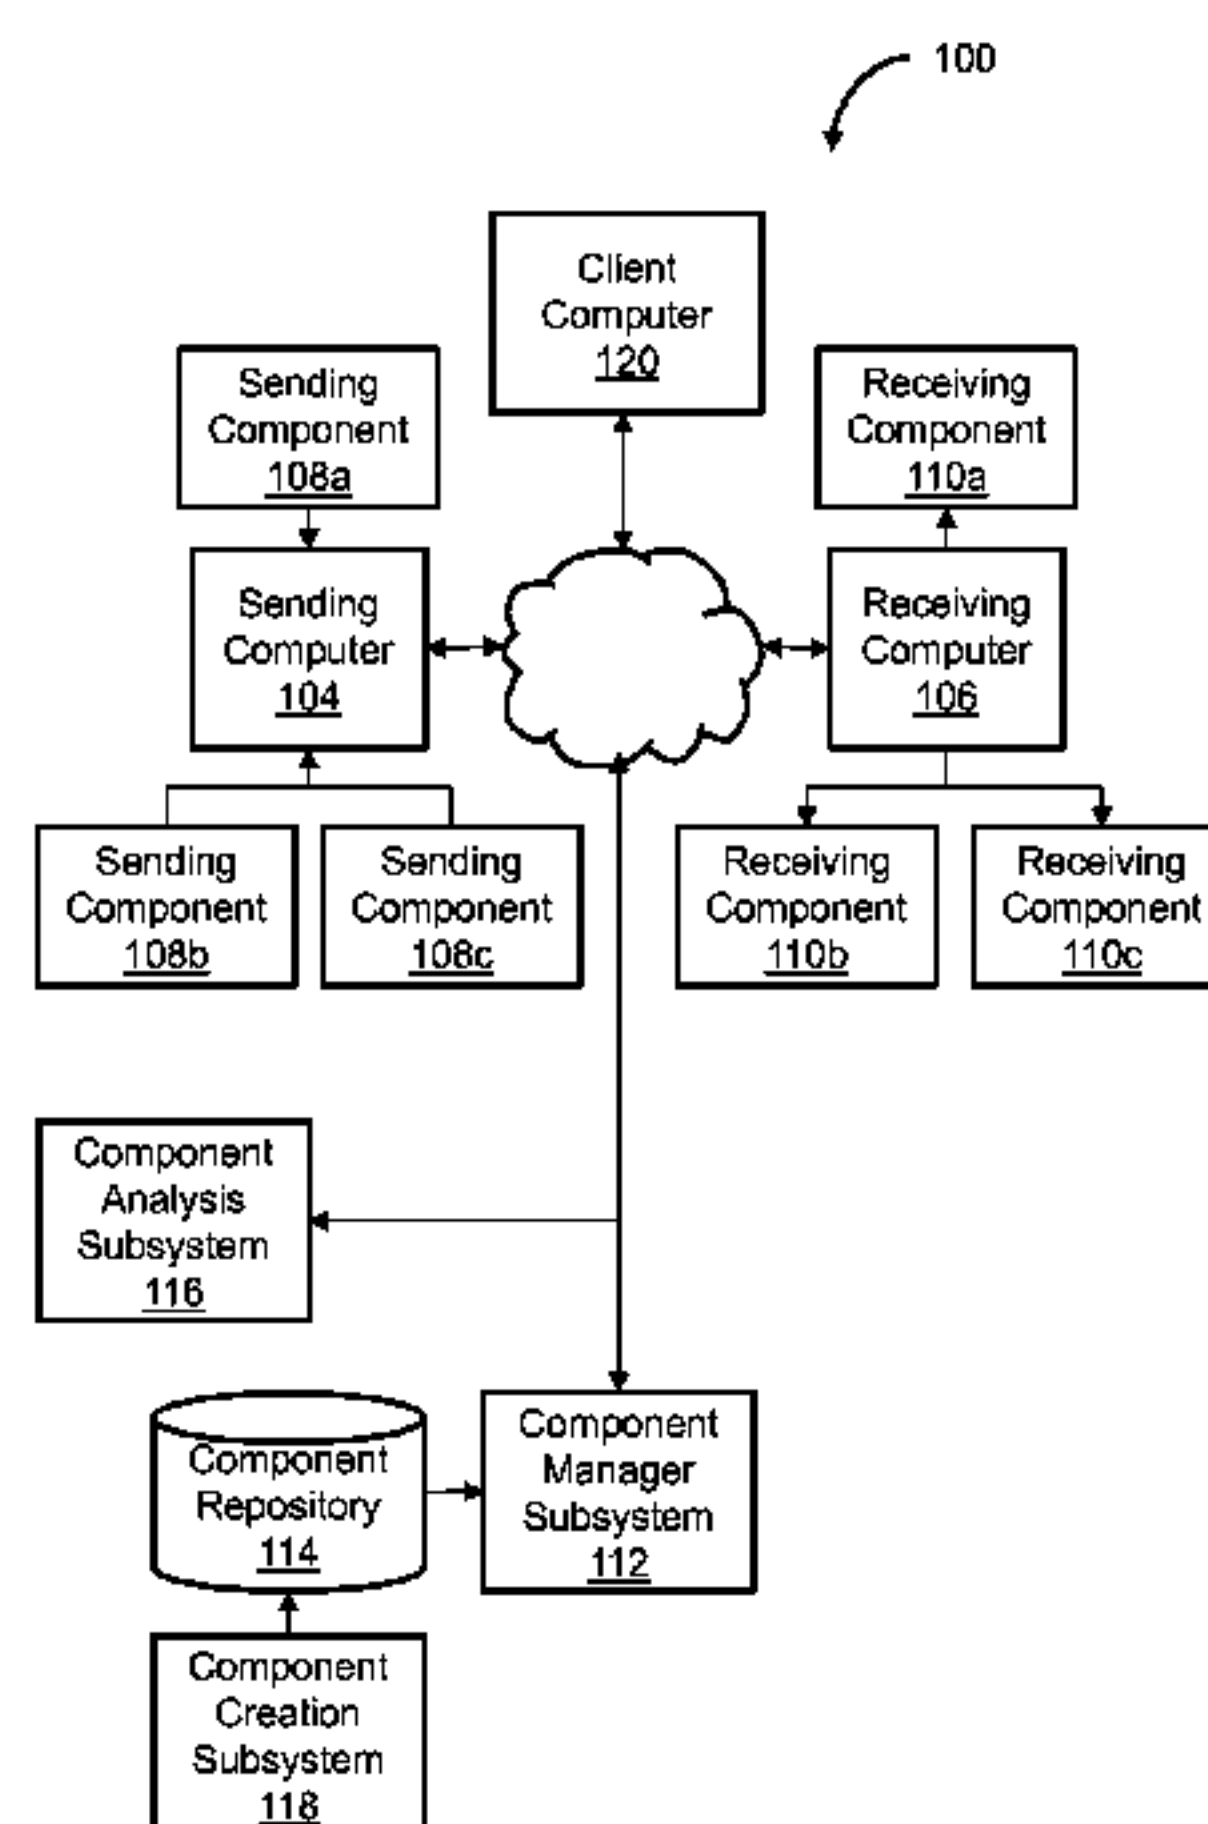 100
Client
Computer
120
Sending
Component
108a
Receiving
Component
110a
Sending
Computer
104
Receiving
Computer
106
Sending
Component
108b
Sending
Component
108c
Receiving
Component
110b
Receiving
Component
110c
Component
Analysis
Subsystem
116
Component
Repository
114
Component
Manager
Subsystem
112
Component
Creation
Subsystem
118